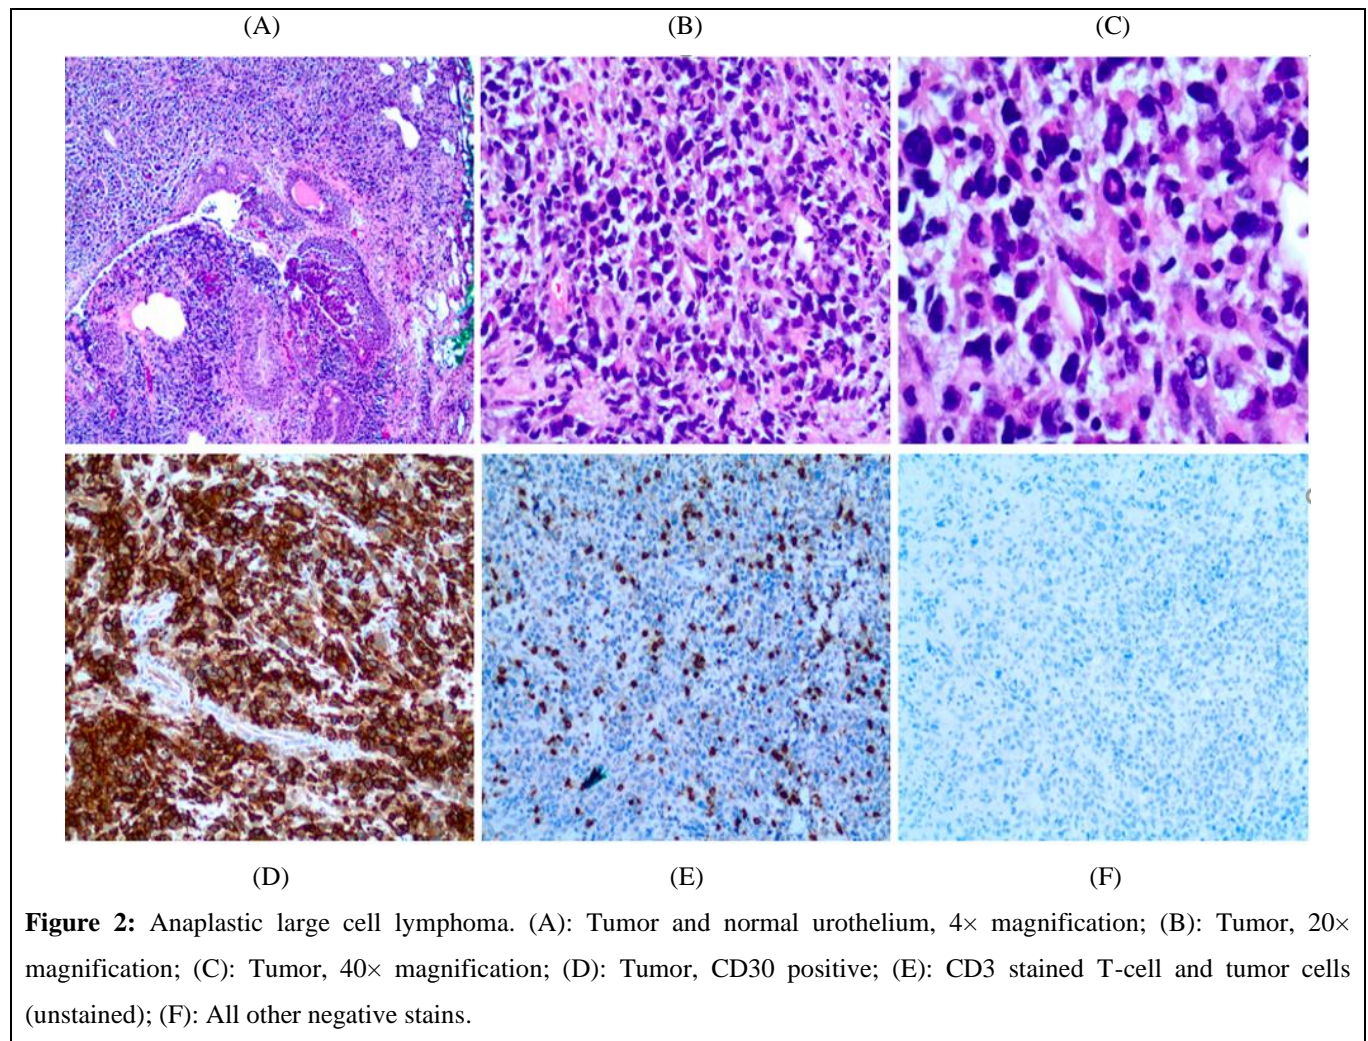 (A) (B) (C)
(D) (E) (F)
Figure 2: Anaplastic large cell lymphoma. (A): Tumor and normal urothelium, 4× magnification; (B): Tumor, 20×
magnification; (C): Tumor, 40× magnification; (D): Tumor, CD30 positive; (E): CD3 stained T-cell and tumor cells
(unstained); (F): All other negative stains.